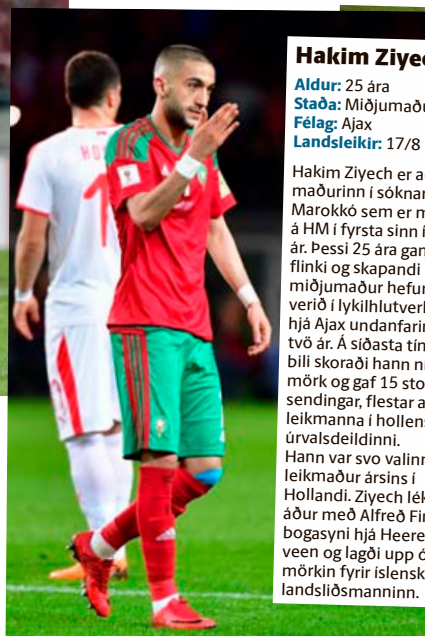 Hakim Ziyec
Aldur: 25 ára
Staða: Miðjumaðu
Félag: Ajax
Landsleikir: 17/8
Hakim Ziyech er a
maðurinn í sóknar
Marokkó sem er m
á HM í fyrsta sinn í
ár. Þessi 25 ára gam
flinki og skapandi
miðjumaður hefur
verið í lykilhlutverk
hjá Ajax undanfarin
tvö ár. Á síðasta tím
bili skoraði hann ní
mörk og gaf 15 sto
sendingar, flestar a
leikmanna í hollens
úrvalsdeildinni.
Hann var svo valinn
leikmaður ársins í
Hollandi. Ziyech lék
áður með Alfreð Fin
bogasyni hjá Heere
veen og lagði upp ó
mörkin fyrir íslensk
landsliðsmanninn.